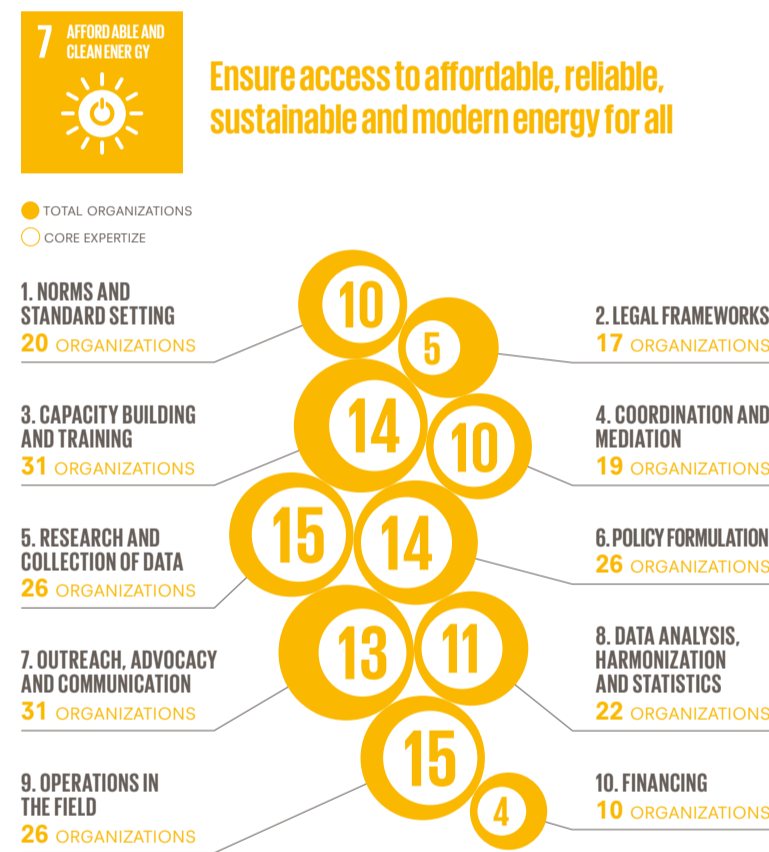 7 AFFORDABLE AND
CLEAN ENERGY
Ensure access to affordable, reliable,
sustainable and modern energy for all
TOTAL ORGANIZATIONS
CORE EXPERTIZE
1. NORMS AND
STANDARD SETTING
20 ORGANIZATIONS
10
2. LEGAL FRAMEWORKS
17 ORGANIZATIONS
5
3. CAPACITY BUILDING
AND TRAINING
31 ORGANIZATIONS
14
4. COORDINATION AND
MEDIATION
19 ORGANIZATIONS
10
5. RESEARCH AND
COLLECTION OF DATA
26 ORGANIZATIONS
15
6. POLICY FORMULATION
26 ORGANIZATIONS
14
7. OUTREACH, ADVOCACY
AND COMMUNICATION
31 ORGANIZATIONS
13
8. DATA ANALYSIS,
HARMONIZATION
AND STATISTICS
22 ORGANIZATIONS
11
9. OPERATIONS IN
THE FIELD
26 ORGANIZATIONS
15
10. FINANCING
10 ORGANIZATIONS
4